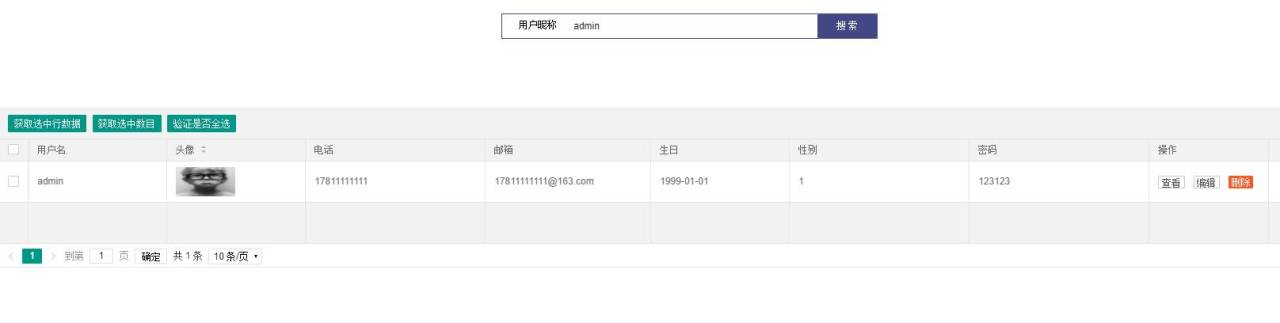 用户昵称 admin 搜索
获取选中行数据 获取选中数目 验证是否全选
用户名 头像 电话 邮箱 生日 性别 密码 操作
admin 17811111111 17811111111@163.com 1999-01-01 1 123123 查看 编辑 删除
1 到第 1 页 确定 共 1 条 10 条/页